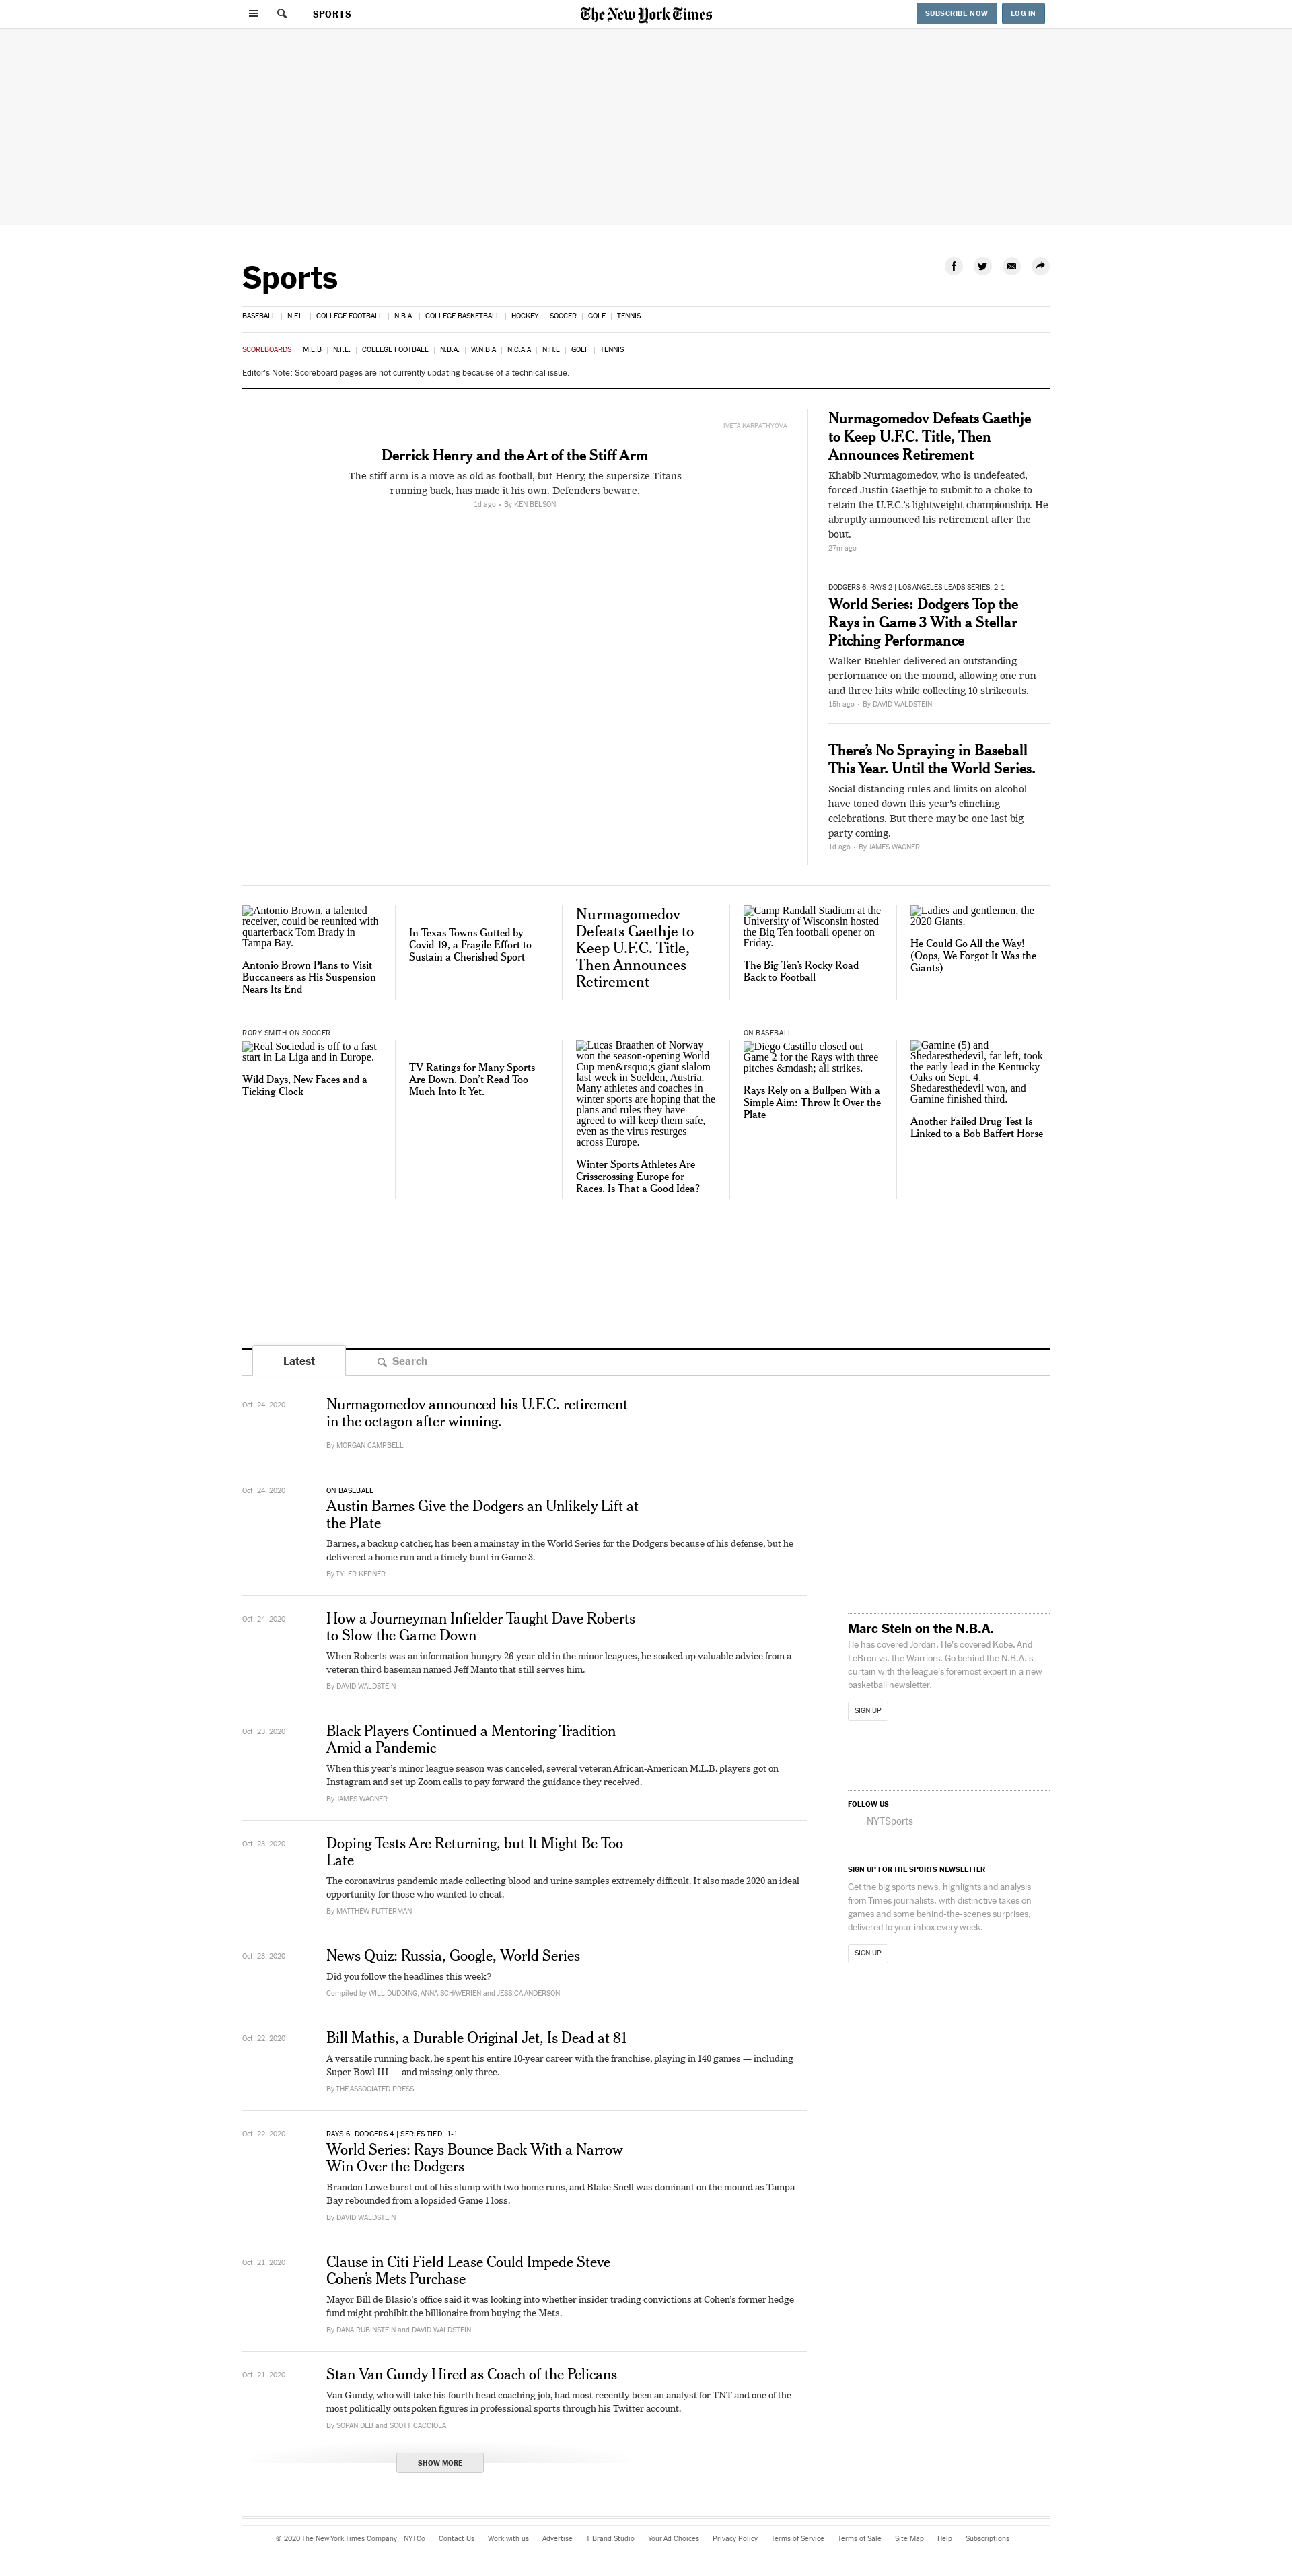 SPORTS
The New York Times
SUBSCRIBE NOW
LOG IN
Sports
BASEBALL | N.F.L. | COLLEGE FOOTBALL | N.B.A. | COLLEGE BASKETBALL | HOCKEY | SOCCER | GOLF | TENNIS
SCOREBOARDS | M.L.B | N.F.L. | COLLEGE FOOTBALL | N.B.A. | W.N.B.A | N.C.A.A | N.H.L | GOLF | TENNIS
Editor's Note: Scoreboard pages are not currently updating because of a technical issue.
IVETA KARPATHYOVA
Derrick Henry and the Art of the Stiff Arm
The stiff arm is a move as old as football, but Henry, the supersize Titans
running back, has made it his own. Defenders beware.
1d ago • By KEN BELSON
Nurmagomedov Defeats Gaethje
to Keep U.F.C. Title, Then
Announces Retirement
Khabib Nurmagomedov, who is undefeated,
forced Justin Gaethje to submit to a choke to
retain the U.F.C.'s lightweight championship. He
abruptly announced his retirement after the
bout.
27m ago
DODGERS 6, RAYS 2 | LOS ANGELES LEADS SERIES, 2-1
World Series: Dodgers Top the
Rays in Game 3 With a Stellar
Pitching Performance
Walker Buehler delivered an outstanding
performance on the mound, allowing one run
and three hits while collecting 10 strikeouts.
15h ago • By DAVID WALDSTEIN
There's No Spraying in Baseball
This Year. Until the World Series.
Social distancing rules and limits on alcohol
have toned down this year's clinching
celebrations. But there may be one last big
party coming.
1d ago • By JAMES WAGNER
Antonio Brown, a talented
receiver, could be reunited with
quarterback Tom Brady in
Tampa Bay.
Antonio Brown Plans to Visit
Buccaneers as His Suspension
Nears Its End
In Texas Towns Gutted by
Covid-19, a Fragile Effort to
Sustain a Cherished Sport
Nurmagomedov
Defeats Gaethje to
Keep U.F.C. Title,
Then Announces
Retirement
Camp Randall Stadium at the
University of Wisconsin hosted
the Big Ten football opener on
Friday.
The Big Ten's Rocky Road
Back to Football
Ladies and gentlemen, the
2020 Giants.
He Could Go All the Way!
(Oops, We Forgot It Was the
Giants)
RORY SMITH ON SOCCER
Real Sociedad is off to a fast
start in La Liga and in Europe.
Wild Days, New Faces and a
Ticking Clock
TV Ratings for Many Sports
Are Down. Don't Read Too
Much Into It Yet.
Lucas Braathen of Norway
won the season-opening World
Cup men&rsquo;s giant slalom
last week in Soelden, Austria.
Many athletes and coaches in
winter sports are hoping that the
plans and rules they have
agreed to will keep them safe,
even as the virus resurges
across Europe.
Winter Sports Athletes Are
Crisscrossing Europe for
Races. Is That a Good Idea?
ON BASEBALL
Diego Castillo closed out
Game 2 for the Rays with three
pitches &mdash; all strikes.
Rays Rely on a Bullpen With a
Simple Aim: Throw It Over the
Plate
Gamine (5) and
Shedaresthedevil, far left, took
the early lead in the Kentucky
Oaks on Sept. 4.
Shedaresthedevil won, and
Gamine finished third.
Another Failed Drug Test Is
Linked to a Bob Baffert Horse
Latest
Search
Oct. 24, 2020
Nurmagomedov announced his U.F.C. retirement
in the octagon after winning.
By MORGAN CAMPBELL
Oct. 24, 2020
ON BASEBALL
Austin Barnes Give the Dodgers an Unlikely Lift at
the Plate
Barnes, a backup catcher, has been a mainstay in the World Series for the Dodgers because of his defense, but he
delivered a home run and a timely bunt in Game 3.
By TYLER KEPNER
Oct. 24, 2020
How a Journeyman Infielder Taught Dave Roberts
to Slow the Game Down
When Roberts was an information-hungry 26-year-old in the minor leagues, he soaked up valuable advice from a
veteran third baseman named Jeff Manto that still serves him.
By DAVID WALDSTEIN
Oct. 23, 2020
Black Players Continued a Mentoring Tradition
Amid a Pandemic
When this year's minor league season was canceled, several veteran African-American M.L.B. players got on
Instagram and set up Zoom calls to pay forward the guidance they received.
By JAMES WAGNER
Oct. 23, 2020
Doping Tests Are Returning, but It Might Be Too
Late
The coronavirus pandemic made collecting blood and urine samples extremely difficult. It also made 2020 an ideal
opportunity for those who wanted to cheat.
By MATTHEW FUTTERMAN
Oct. 23, 2020
News Quiz: Russia, Google, World Series
Did you follow the headlines this week?
Compiled by WILL DUDDING, ANNA SCHAVERIEN and JESSICA ANDERSON
Oct. 22, 2020
Bill Mathis, a Durable Original Jet, Is Dead at 81
A versatile running back, he spent his entire 10-year career with the franchise, playing in 140 games — including
Super Bowl III — and missing only three.
By THE ASSOCIATED PRESS
Oct. 22, 2020
RAYS 6, DODGERS 4 | SERIES TIED, 1-1
World Series: Rays Bounce Back With a Narrow
Win Over the Dodgers
Brandon Lowe burst out of his slump with two home runs, and Blake Snell was dominant on the mound as Tampa
Bay rebounded from a lopsided Game 1 loss.
By DAVID WALDSTEIN
Oct. 21, 2020
Clause in Citi Field Lease Could Impede Steve
Cohen's Mets Purchase
Mayor Bill de Blasio's office said it was looking into whether insider trading convictions at Cohen's former hedge
fund might prohibit the billionaire from buying the Mets.
By DANA RUBINSTEIN and DAVID WALDSTEIN
Oct. 21, 2020
Stan Van Gundy Hired as Coach of the Pelicans
Van Gundy, who will take his fourth head coaching job, had most recently been an analyst for TNT and one of the
most politically outspoken figures in professional sports through his Twitter account.
By SOPAN DEB and SCOTT CACCIOLA
SHOW MORE
Marc Stein on the N.B.A.
He has covered Jordan. He's covered Kobe. And
LeBron vs. the Warriors. Go behind the N.B.A.'s
curtain with the league's foremost expert in a new
basketball newsletter.
SIGN UP
FOLLOW US
NYTSports
SIGN UP FOR THE SPORTS NEWSLETTER
Get the big sports news, highlights and analysis
from Times journalists, with distinctive takes on
games and some behind-the-scenes surprises,
delivered to your inbox every week.
SIGN UP
© 2020 The New York Times Company NYTCo Contact Us Work with us Advertise T Brand Studio Your Ad Choices Privacy Policy Terms of Service Terms of Sale Site Map Help Subscriptions